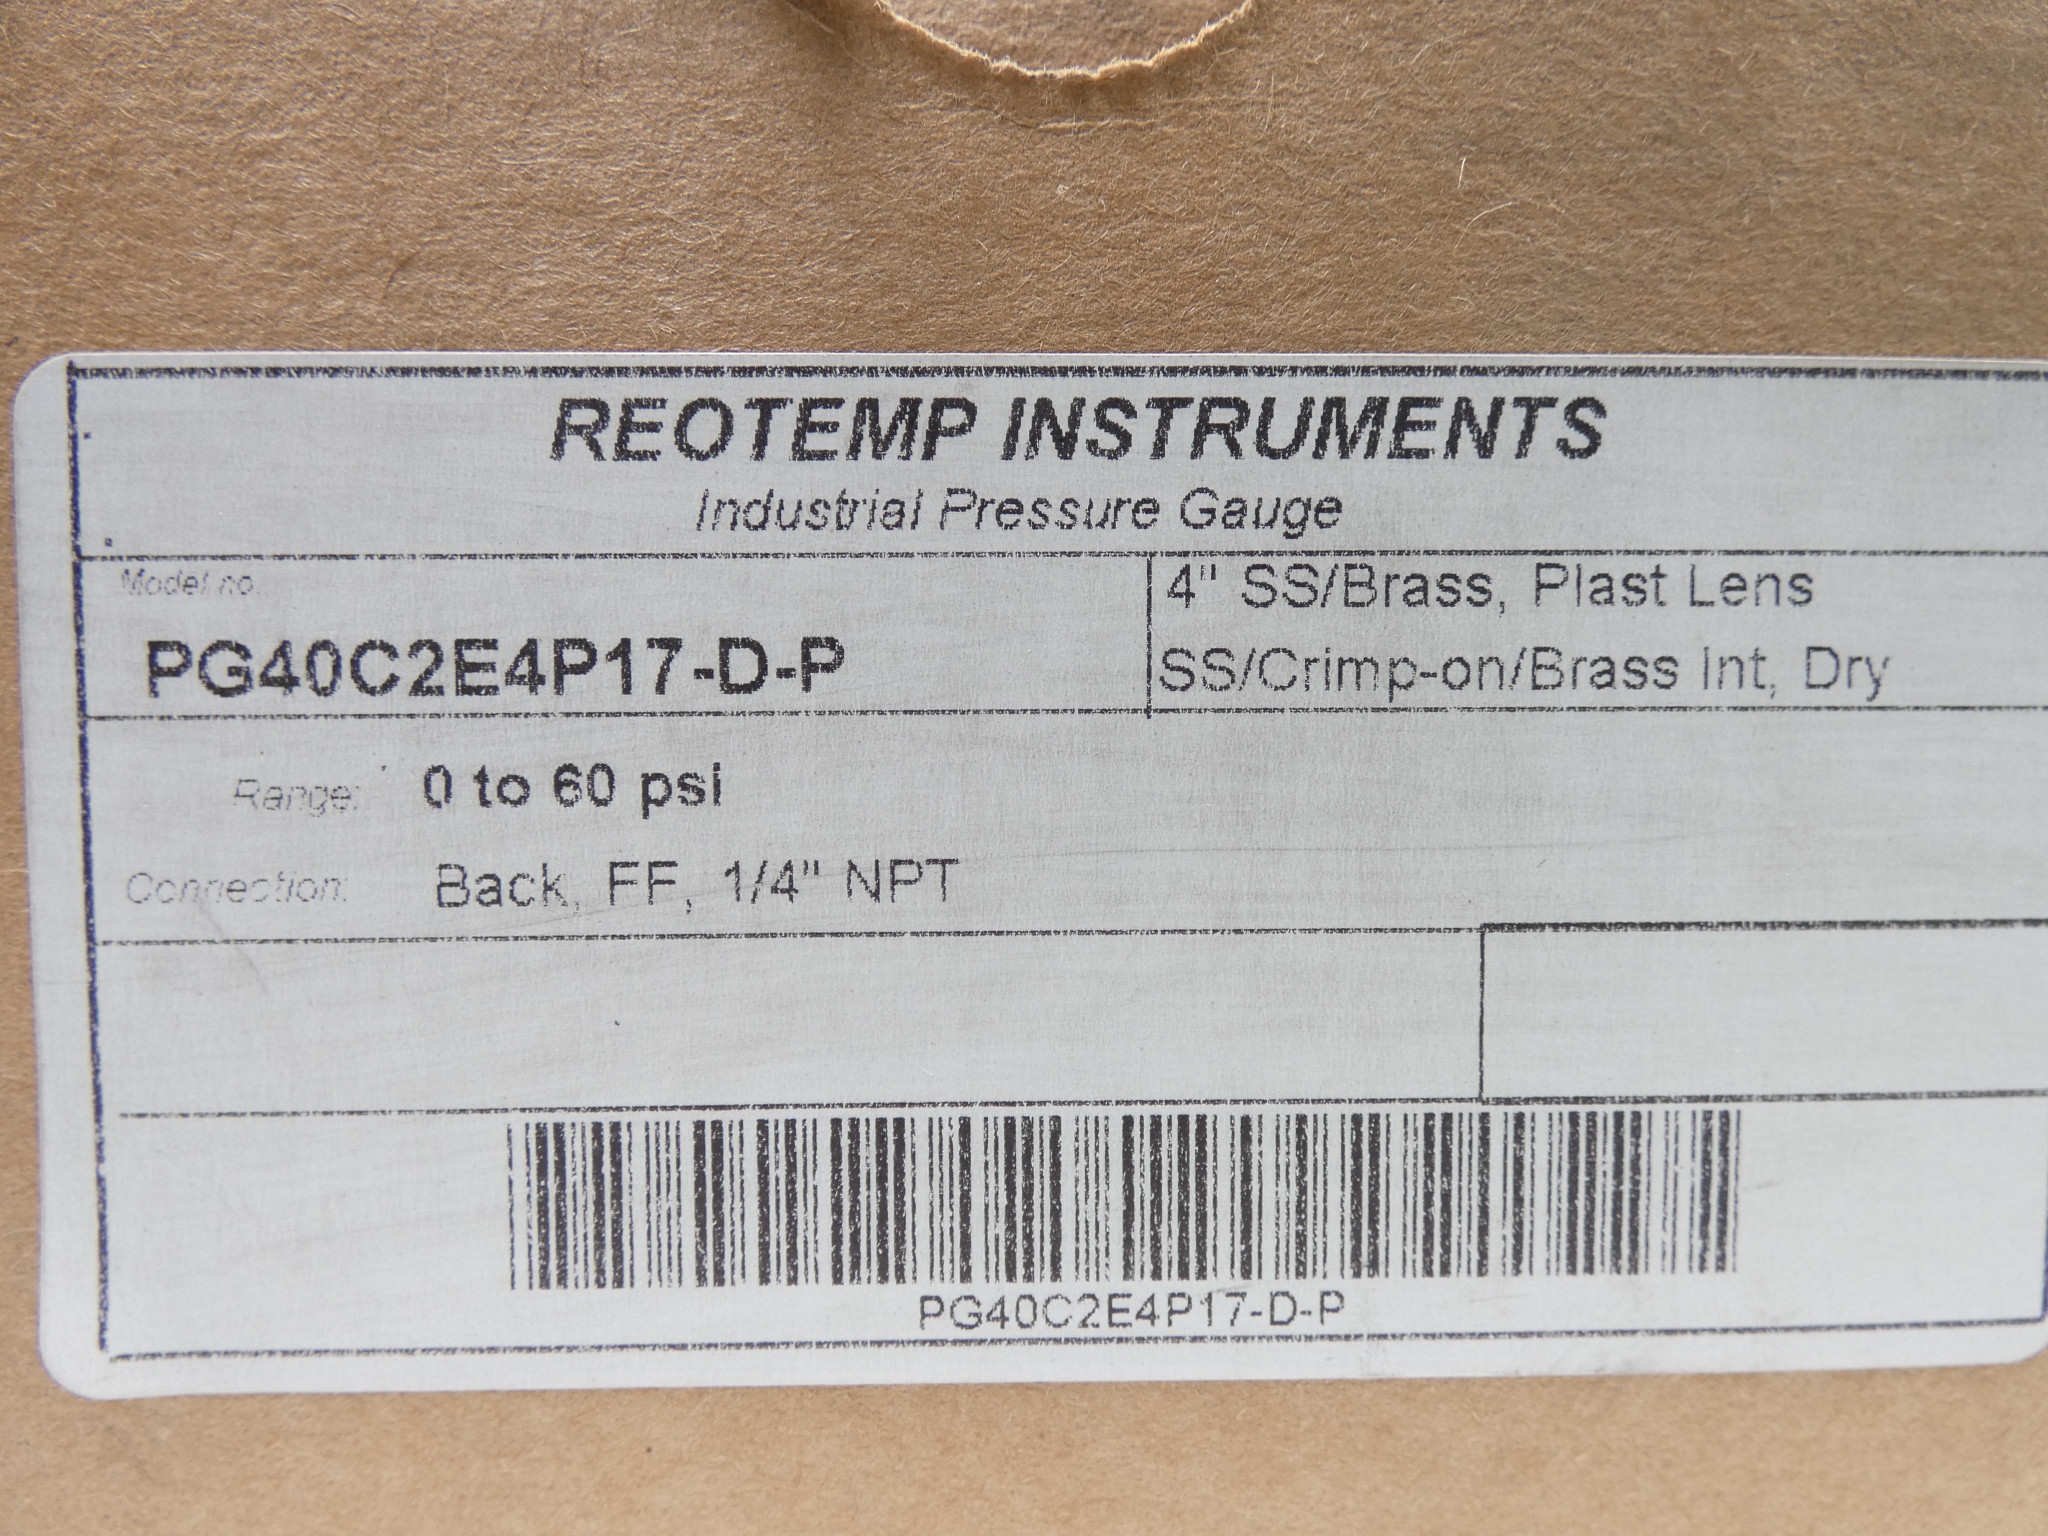 REOTEMP INSTRUMENTS
Industrial Pressure Gauge
Model no.
PG40C2E4P17-D-P
4" SS/Brass, Plast Lens
SS/Crimp-on/Brass Int, Dry
Range: 0 to 60 psi
Connection: Back, FF, 1/4" NPT
PG40C2E4P17-D-P